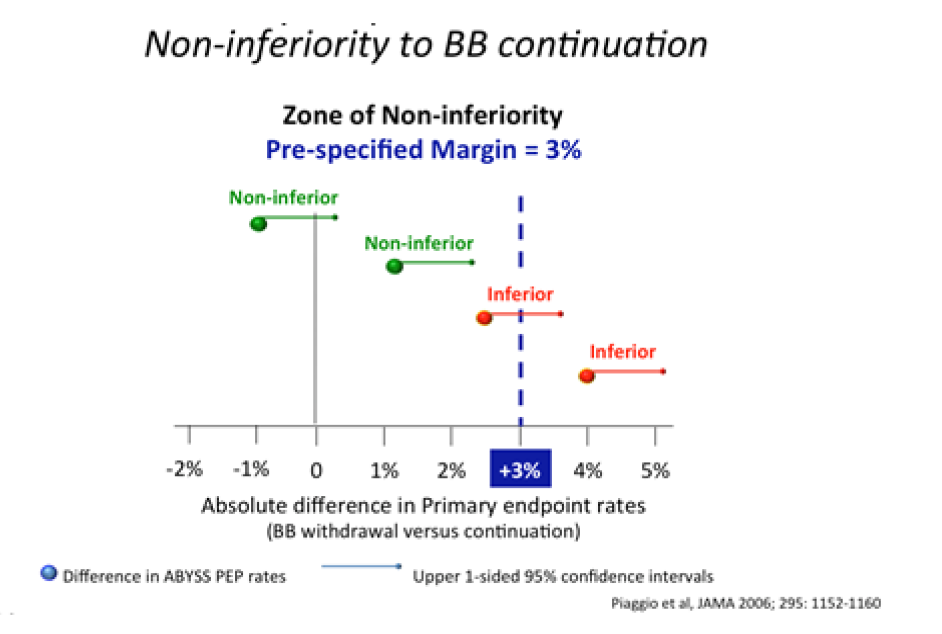 Non-inferiority to BB continuation
Zone of Non-inferiority
Pre-specified Margin = 3%
Non-inferior
Non-inferior
Inferior
Inferior
-2% -1% 0 1% 2% +3% 4% 5%
Absolute difference in Primary endpoint rates
(BB withdrawal versus continuation)
Difference in ABYSS PEP rates
Upper 1-sided 95% confidence intervals
Piaggio et al, JAMA 2006; 295: 1152-1160